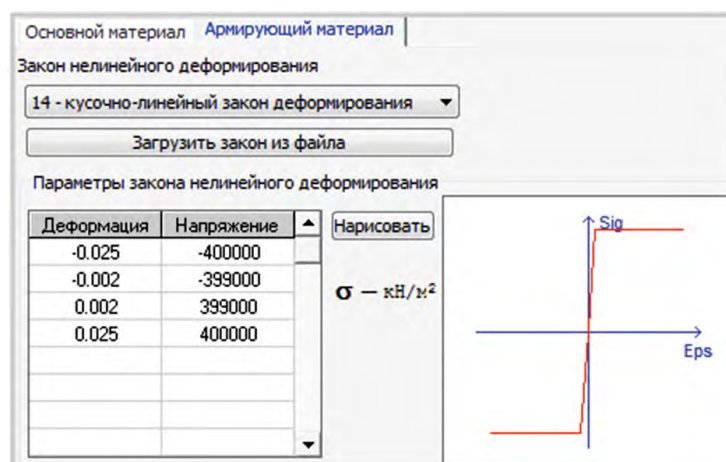 Основной материал Армирующий материал
Закон нелинейного деформирования
14 - кусочно-линейный закон деформирования
Загрузить закон из файла
Параметры закона нелинейного деформирования
Деформация Напряжение Нарисовать Sig
-0.025 -400000
-0.002 -399000
σ – кН/м²
0.002 399000
0.025 400000
Eps